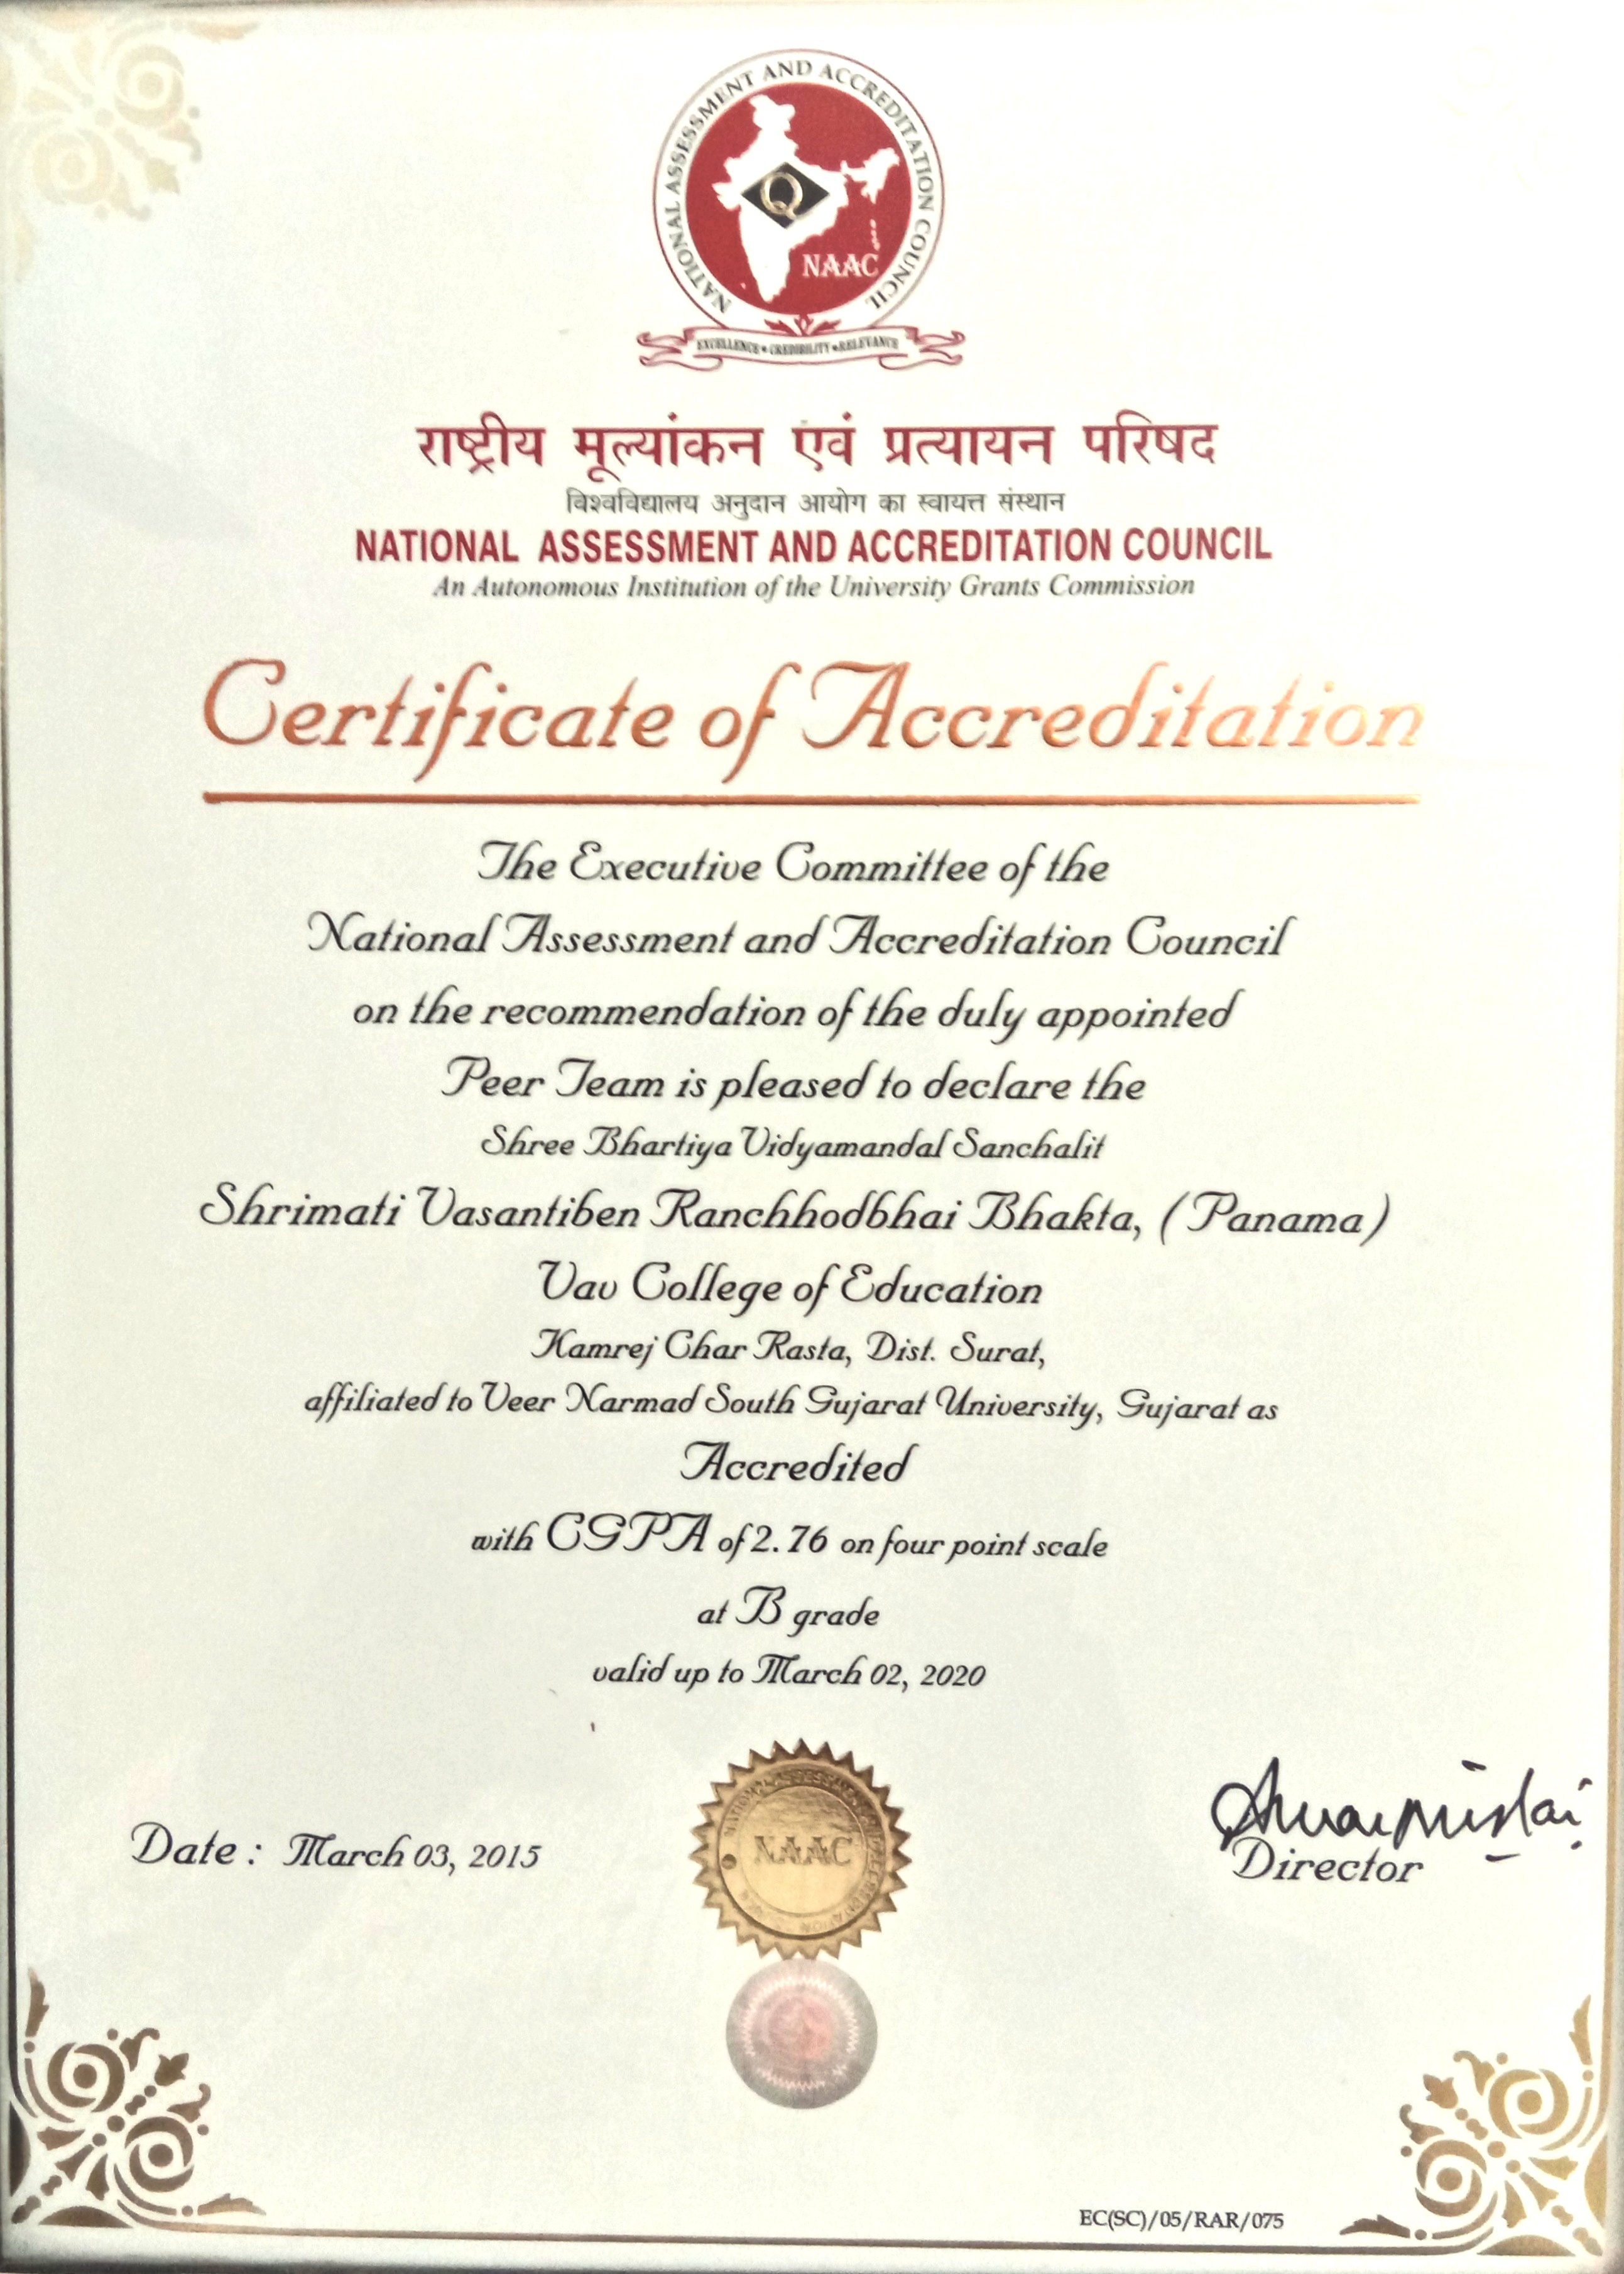 NATIONAL ASSESSMENT AND ACCREDITATION COUNCIL
Q
NAAC
EXCELLENCE • CREDIBILITY • RELEVANCE
राष्ट्रीय मूल्यांकन एवं प्रत्यायन परिषद
विश्वविद्यालय अनुदान आयोग का स्वायत्त संस्थान
NATIONAL ASSESSMENT AND ACCREDITATION COUNCIL
An Autonomous Institution of the University Grants Commission
Certificate of Accreditation
The Executive Committee of the
National Assessment and Accreditation Council
on the recommendation of the duly appointed
Peer Team is pleased to declare the
Shree Bhartiya Vidyamandal Sanchalit
Shrimati Vasantiben Ranchhodbhai Bhakta, (Panama)
Vav College of Education
Kamrej Char Rasta, Dist. Surat,
affiliated to Veer Narmad South Gujarat University, Gujarat as
Accredited
with CGPA of 2.76 on four point scale
at B grade
valid up to March 02, 2020
NAAC
Date : March 03, 2015
Director
EC(SC)/05/RAR/075